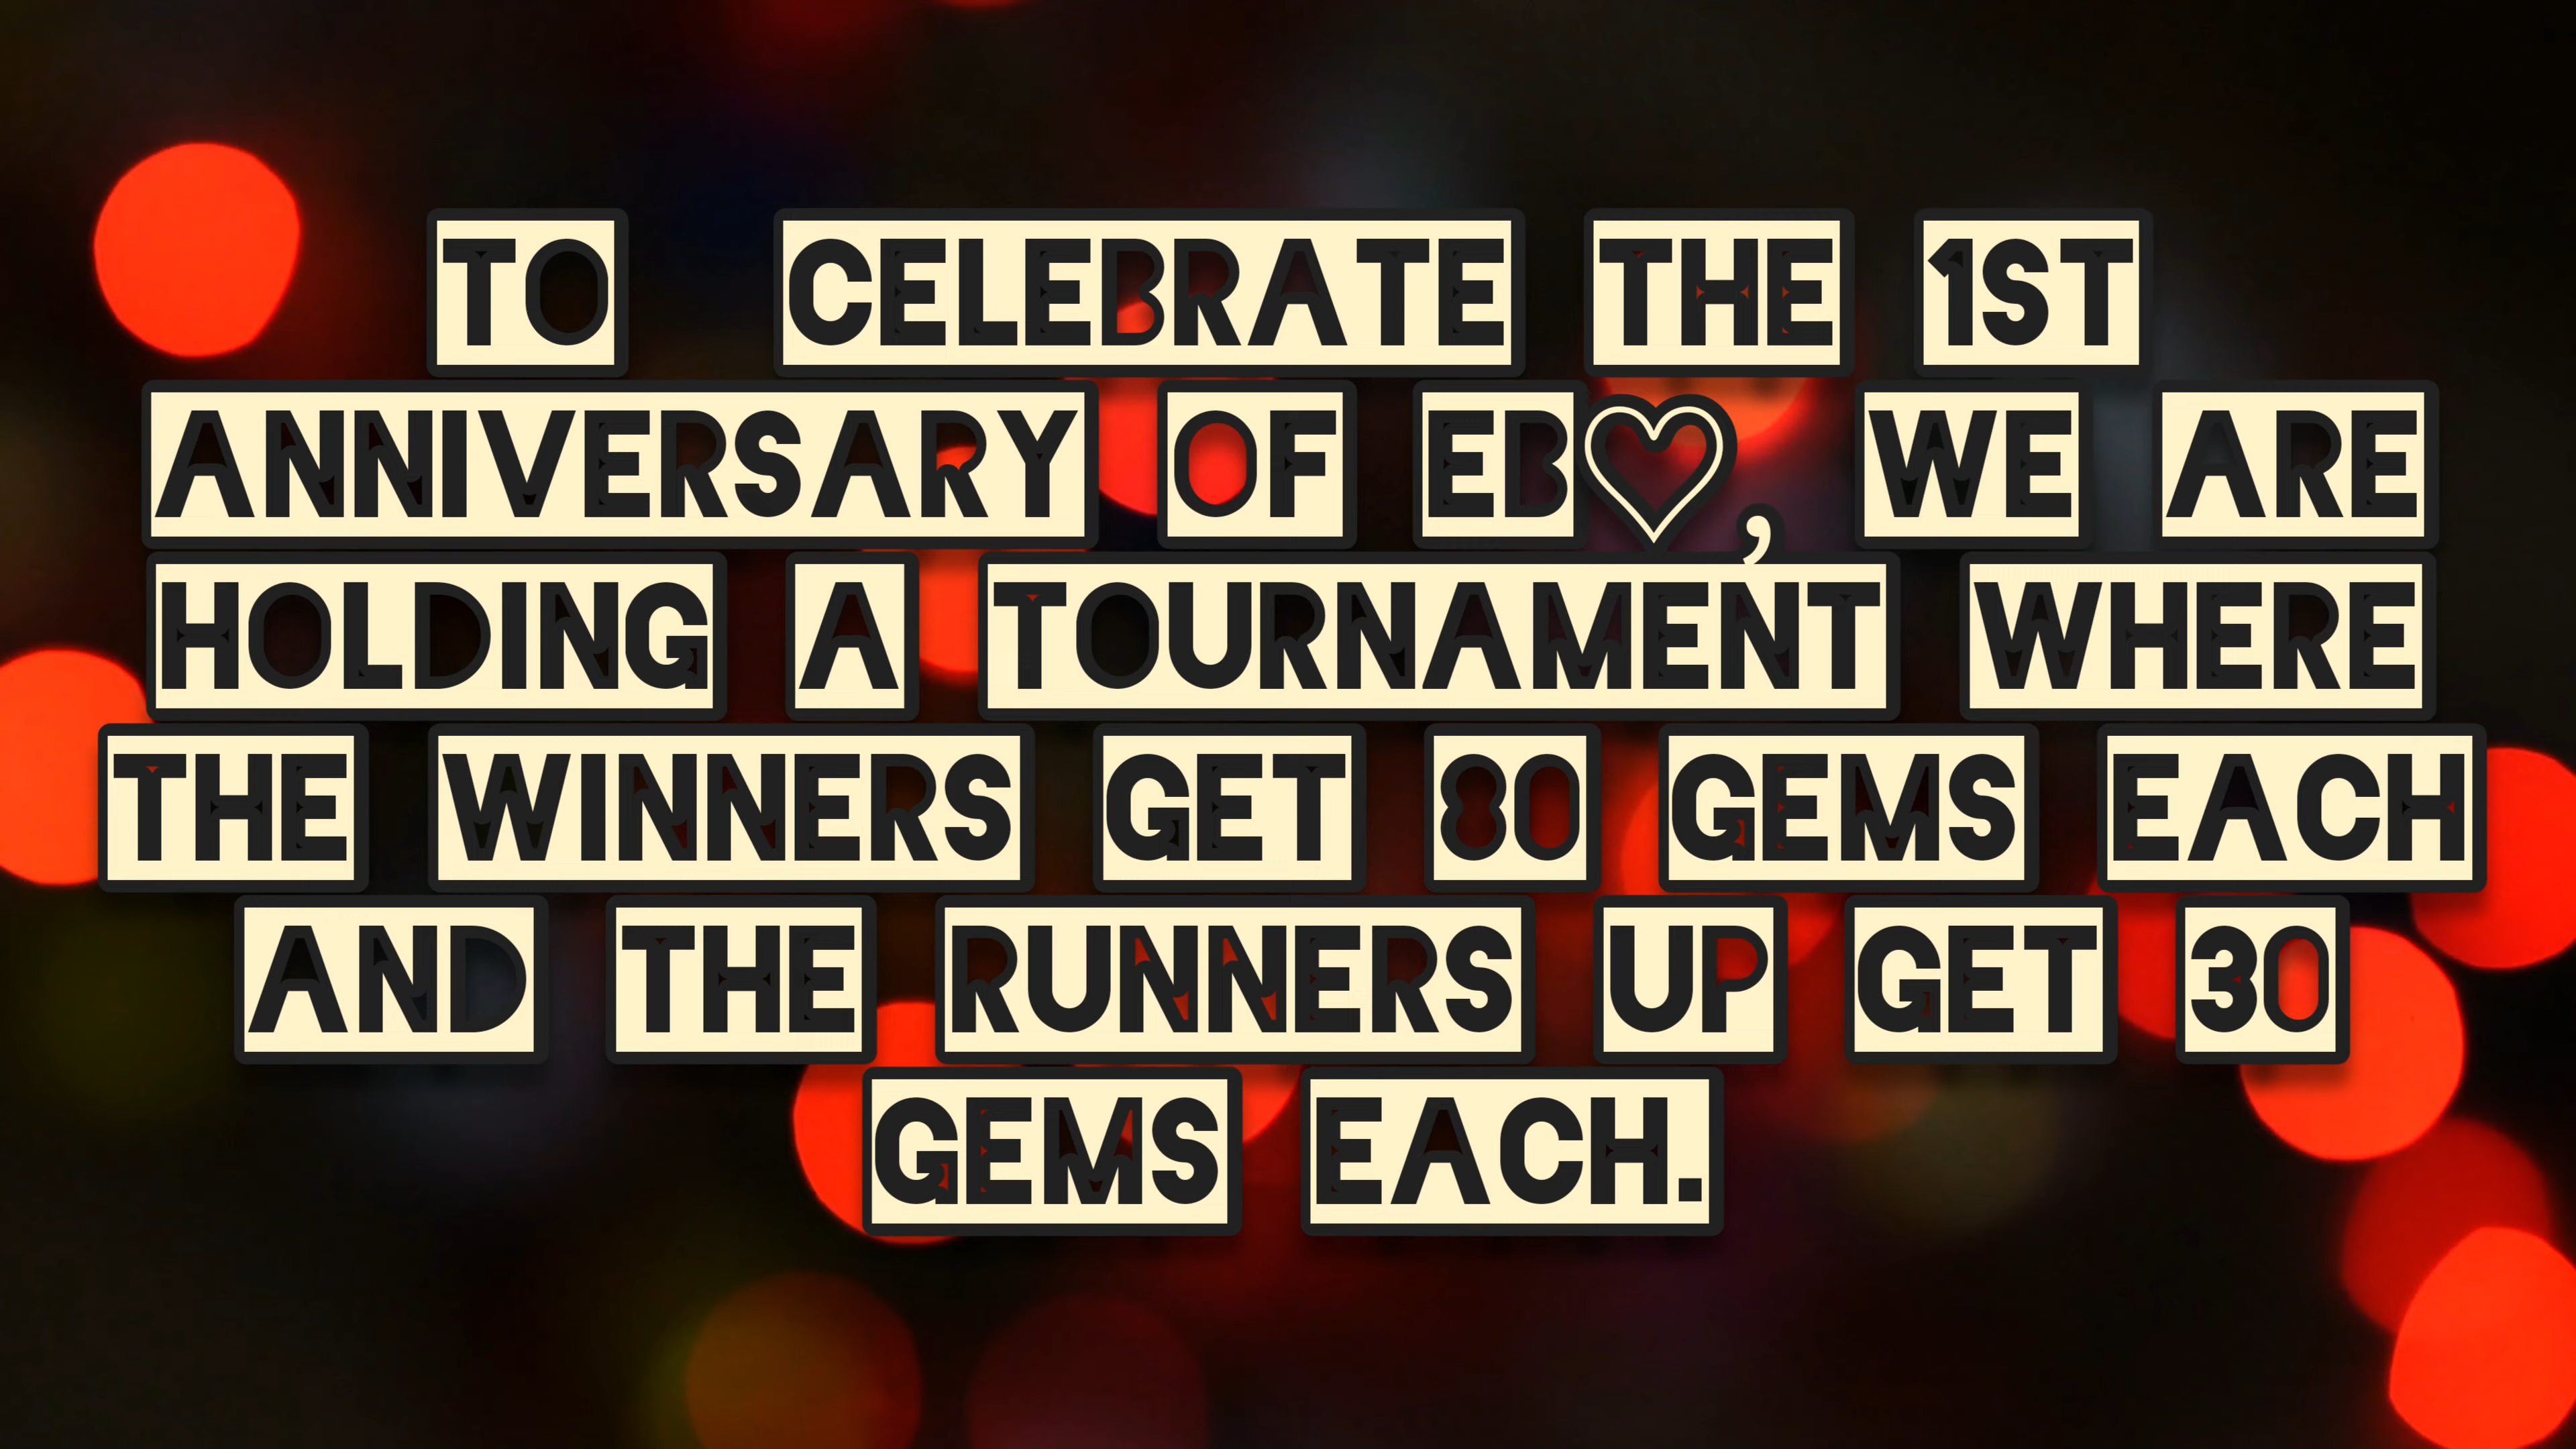 TO CELEBRATE THE 1ST
ANNIVERSARY OF EB♡, WE ARE
HOLDING A TOURNAMENT WHERE
THE WINNERS GET 80 GEMS EACH
AND THE RUNNERS UP GET 30
GEMS EACH.